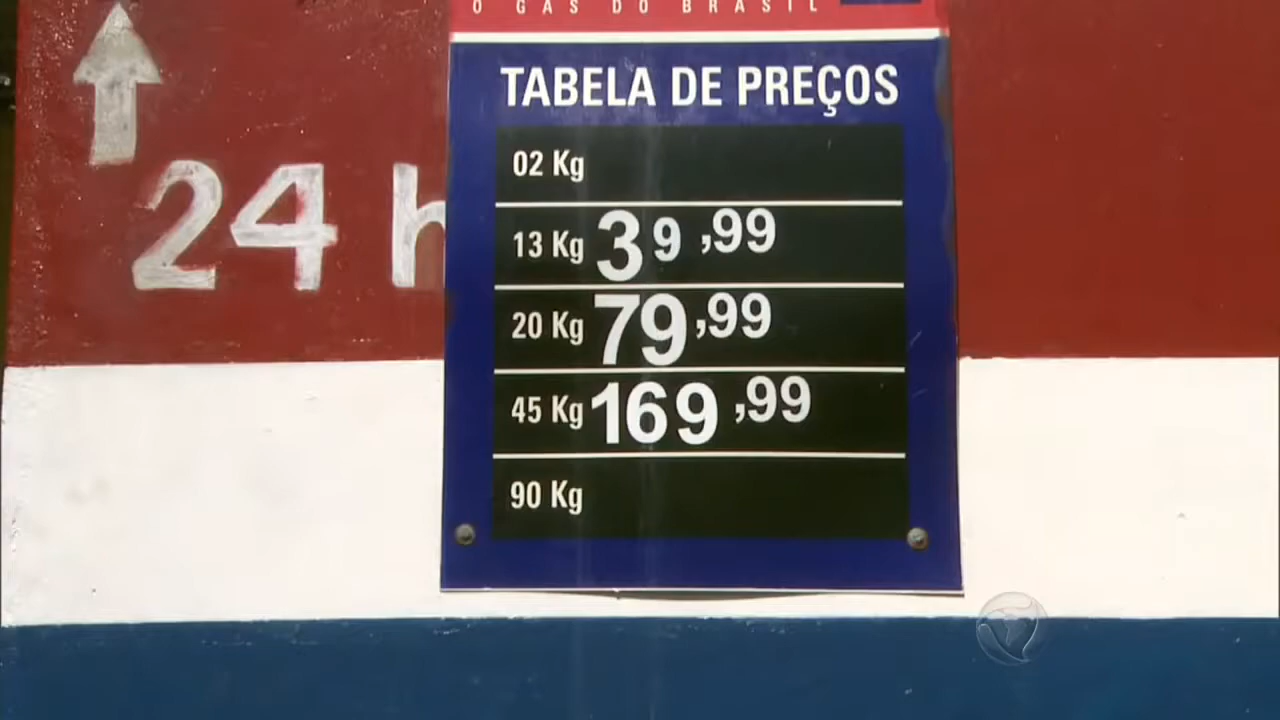 O GÁS DO BRASIL
TABELA DE PREÇOS
24 h
02 Kg
13 Kg 39,99
20 Kg 79,99
45 Kg 169,99
90 Kg